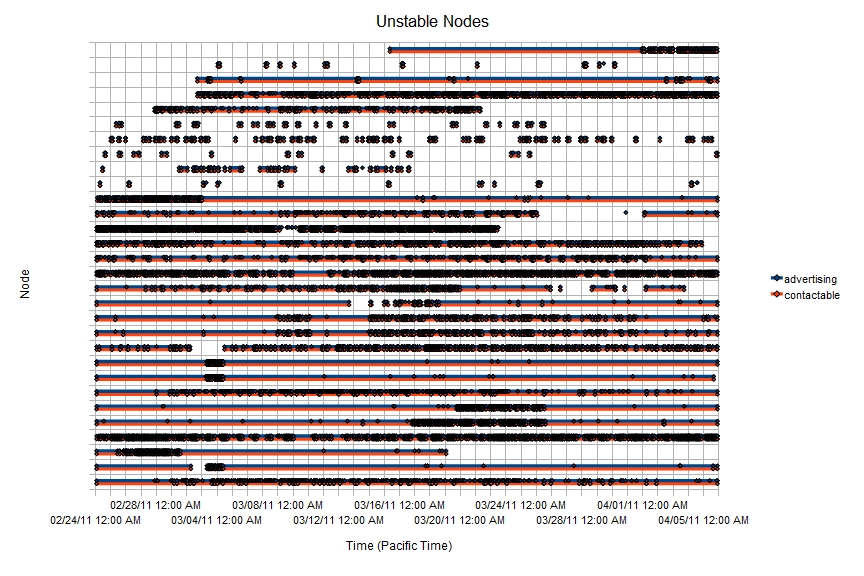 Unstable Nodes
Node
advertising
contactable
02/28/11 12:00 AM 03/08/11 12:00 AM 03/16/11 12:00 AM 03/24/11 12:00 AM 04/01/11 12:00 AM
02/24/11 12:00 AM 03/04/11 12:00 AM 03/12/11 12:00 AM 03/20/11 12:00 AM 03/28/11 12:00 AM 04/05/11 12:00 AM
Time (Pacific Time)